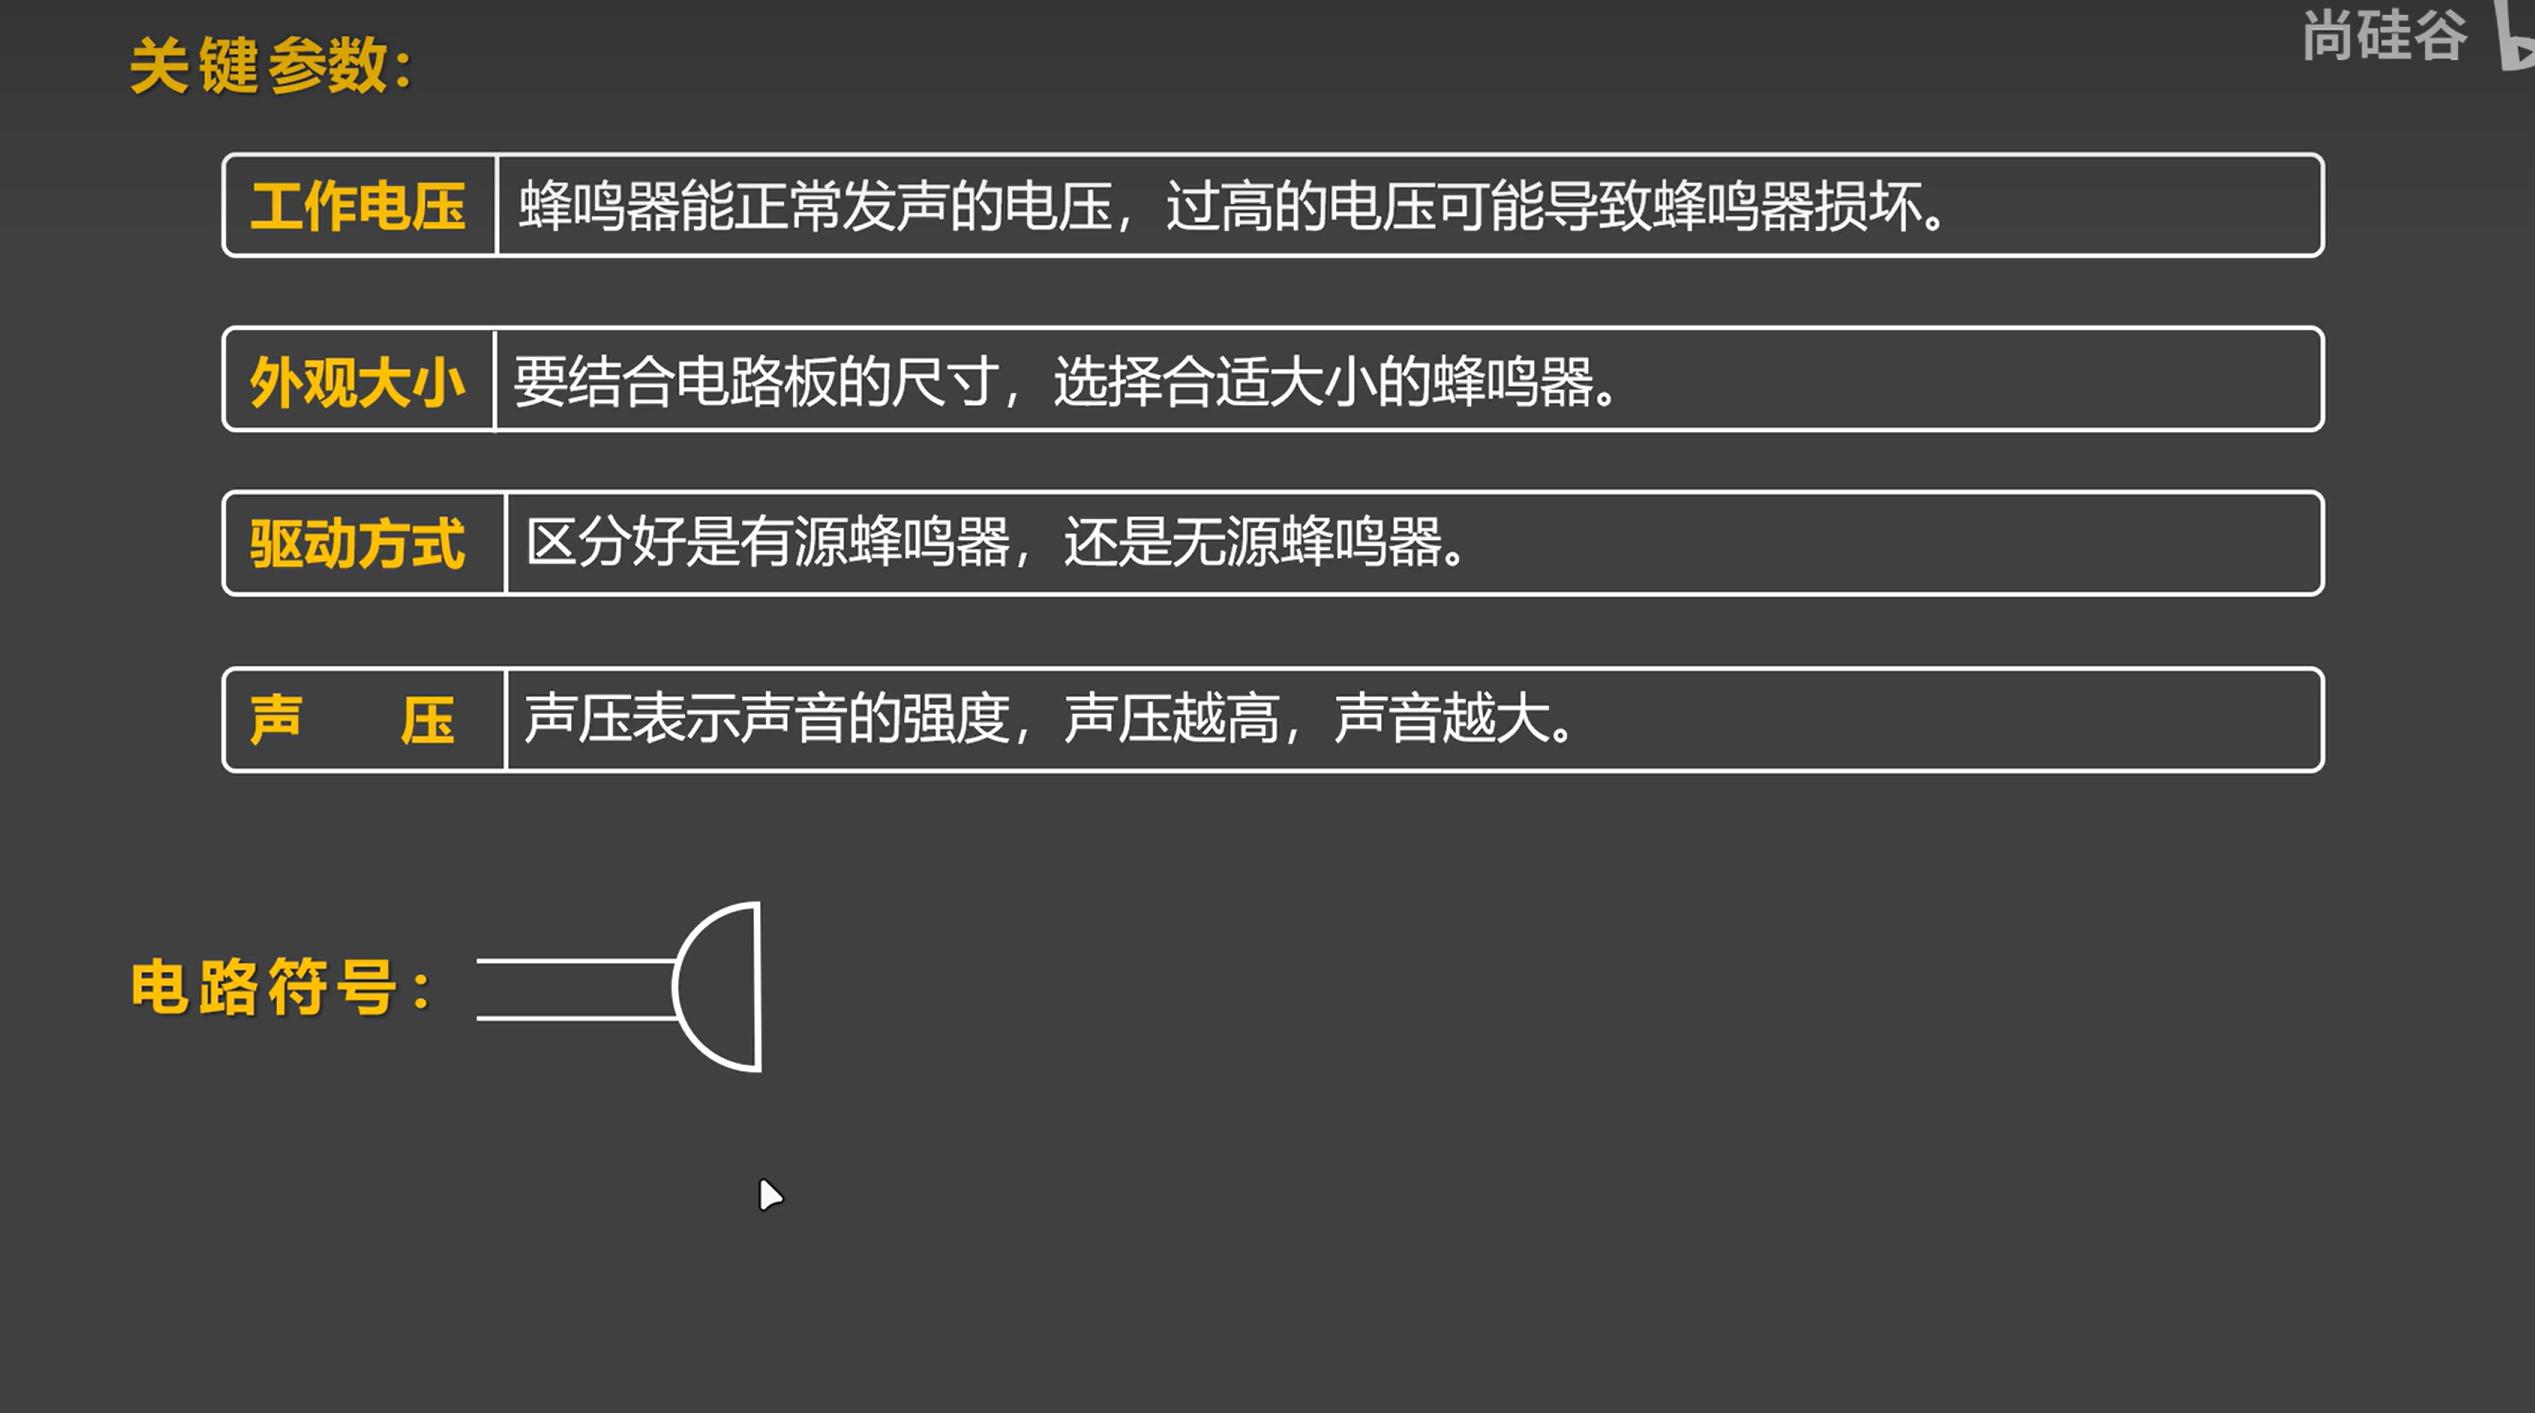 关键参数：
尚硅谷
工作电压 蜂鸣器能正常发声的电压，过高的电压可能导致蜂鸣器损坏。
外观大小 要结合电路板的尺寸，选择合适大小的蜂鸣器。
驱动方式 区分好是有源蜂鸣器，还是无源蜂鸣器。
声 压 声压表示声音的强度，声压越高，声音越大。
电路符号：